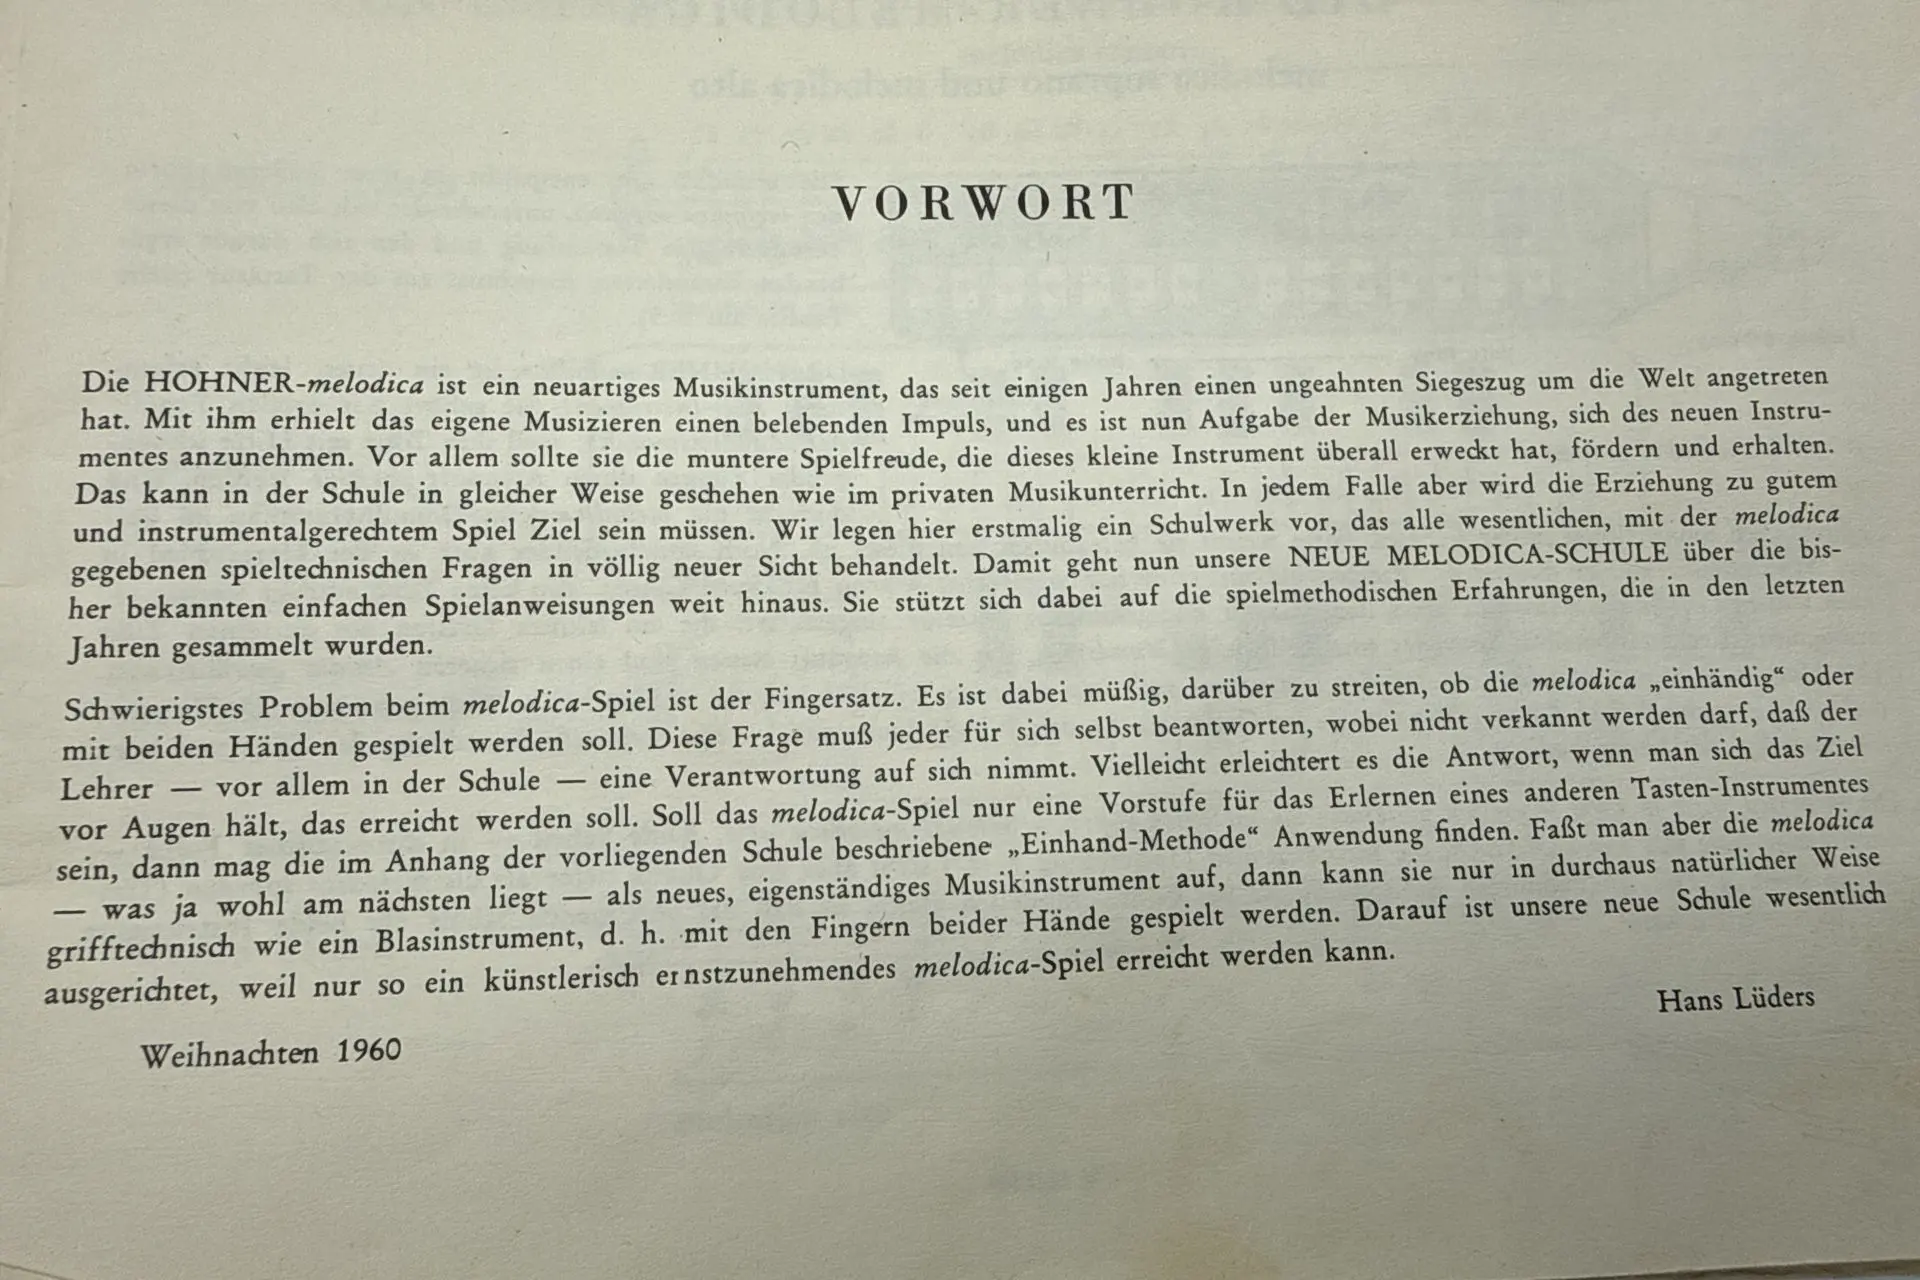 VORWORT
Die HOHNER-melodica ist ein neuartiges Musikinstrument, das seit einigen Jahren einen ungeahnten Siegeszug um die Welt angetreten
hat. Mit ihm erhielt das eigene Musizieren einen belebenden Impuls, und es ist nun Aufgabe der Musikerziehung, sich des neuen Instru-
mentes anzunehmen. Vor allem sollte sie die muntere Spielfreude, die dieses kleine Instrument überall erweckt hat, fördern und erhalten.
Das kann in der Schule in gleicher Weise geschehen wie im privaten Musikunterricht. In jedem Falle aber wird die Erziehung zu gutem
und instrumentalgerechtem Spiel Ziel sein müssen. Wir legen hier erstmalig ein Schulwerk vor, das alle wesentlichen, mit der melodica
gegebenen spieltechnischen Fragen in völlig neuer Sicht behandelt. Damit geht nun unsere NEUE MELODICA-SCHULE über die bis-
her bekannten einfachen Spielanweisungen weit hinaus. Sie stützt sich dabei auf die spielmethodischen Erfahrungen, die in den letzten
Jahren gesammelt wurden.
Schwierigstes Problem beim melodica-Spiel ist der Fingersatz. Es ist dabei müßig, darüber zu streiten, ob die melodica „einhändig“ oder
mit beiden Händen gespielt werden soll. Diese Frage muß jeder für sich selbst beantworten, wobei nicht verkannt werden darf, daß der
Lehrer — vor allem in der Schule — eine Verantwortung auf sich nimmt. Vielleicht erleichtert es die Antwort, wenn man sich das Ziel
vor Augen hält, das erreicht werden soll. Soll das melodica-Spiel nur eine Vorstufe für das Erlernen eines anderen Tasten-Instrumentes
sein, dann mag die im Anhang der vorliegenden Schule beschriebene „Einhand-Methode“ Anwendung finden. Faßt man aber die melodica
— was ja wohl am nächsten liegt — als neues, eigenständiges Musikinstrument auf, dann kann sie nur in durchaus natürlicher Weise
grifftechnisch wie ein Blasinstrument, d. h. mit den Fingern beider Hände gespielt werden. Darauf ist unsere neue Schule wesentlich
ausgerichtet, weil nur so ein künstlerisch ernstzunehmendes melodica-Spiel erreicht werden kann.
Hans Lüders
Weihnachten 1960